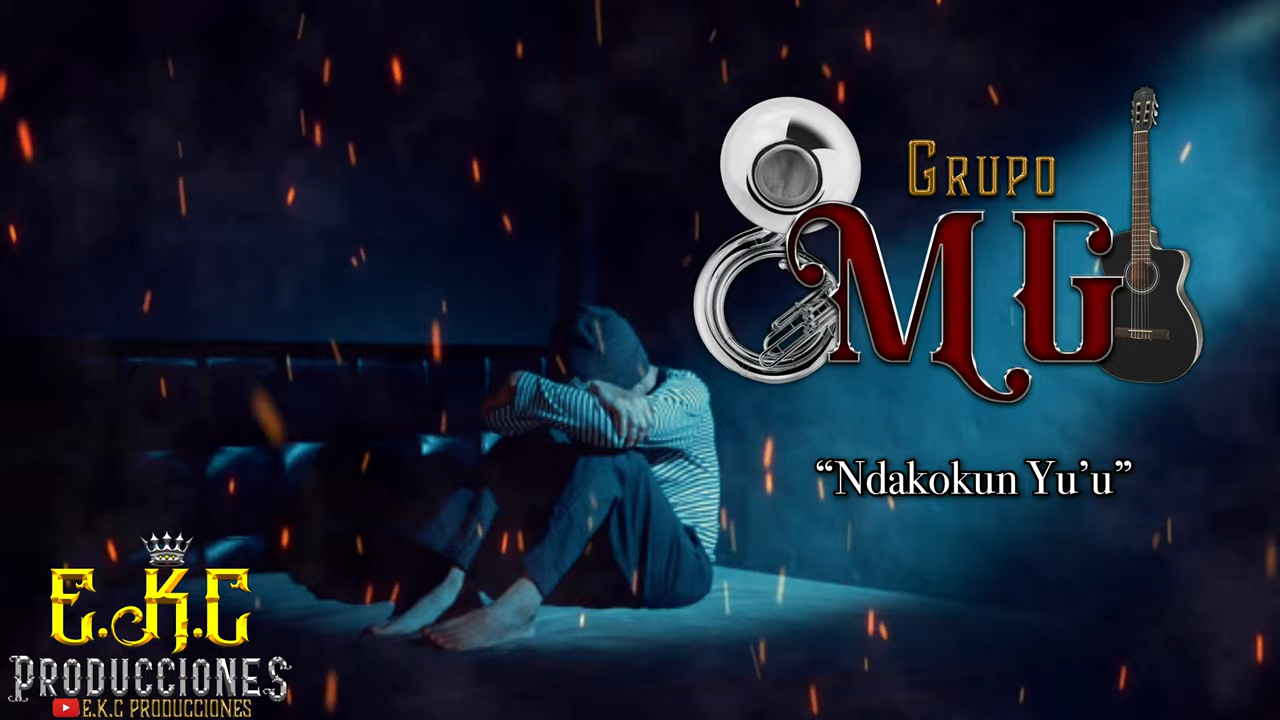 GRUPO
MG
“Ndakokun Yu’u”
E.K.C
PRODUCCIONES
E.K.C PRODUCCIONES